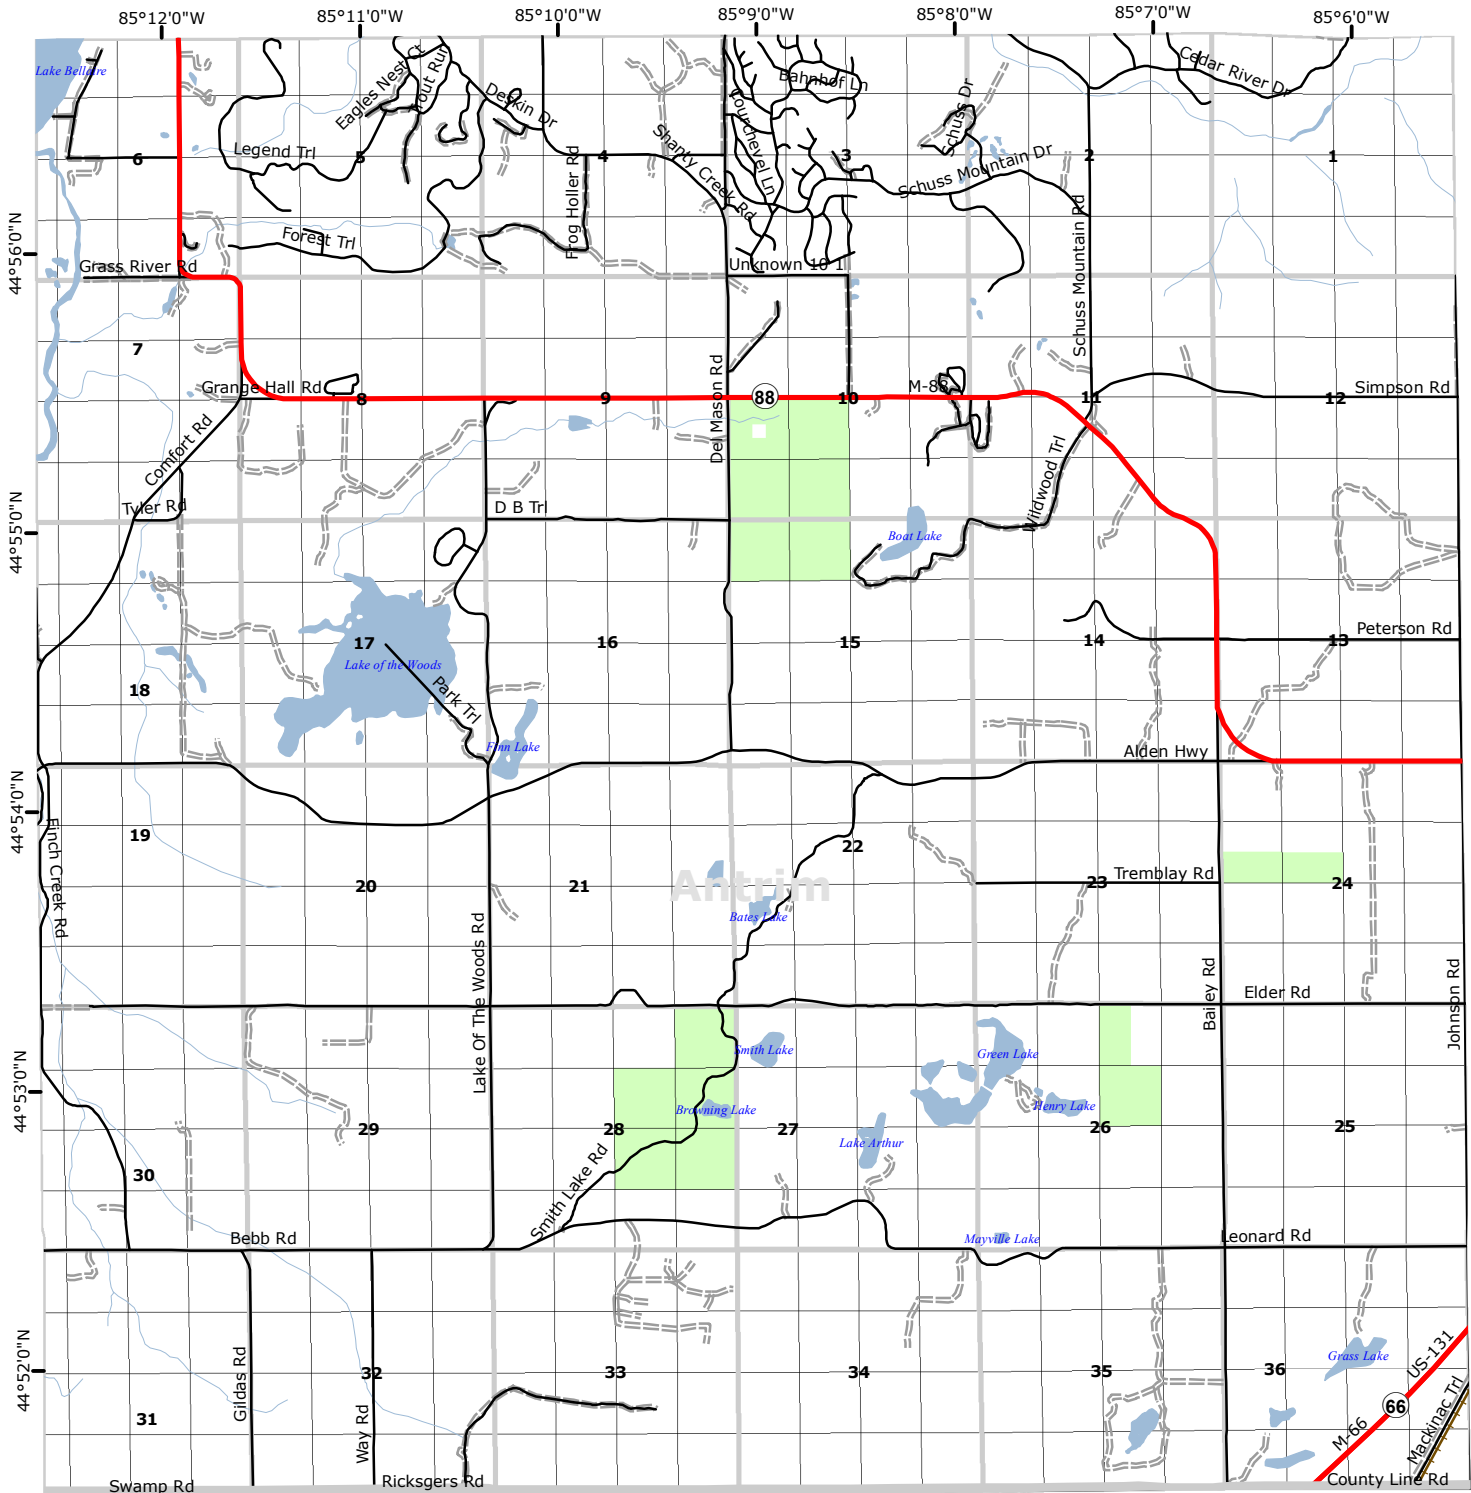 85°12'0"W 85°11'0"W 85°10'0"W 85°9'0"W 85°8'0"W 85°7'0"W 85°6'0"W
Lake Bellaire
Eagles Nest Ct
Trout Run
Deskin Dr
Bahnhof Ln
Cedar River Dr
Schuss Dr
Courchevel Ln
Shanty Creek Rd
Legend Trl
6 5 4 3 2 1
Frog Holler Rd
Schuss Mountain Dr
Schuss Mountain Rd
44°56'0"N
Forest Trl
Grass River Rd
Unknown 10 1
7
Del Mason Rd
Grange Hall Rd
M-88
Simpson Rd
8 9 88 10 11 12
Comfort Rd
Wildwood Trl
Tyler Rd
D B Trl
44°55'0"N
Boat Lake
Peterson Rd
17 16 15 14 13
Lake of the Woods
18
Park Trl
Finn Lake
Alden Hwy
44°54'0"N
Finch Creek Rd
19
22
Antrim
20 21 23 24
Tremblay Rd
Bates Lake
Lake Of The Woods Rd
Bailey Rd
Johnson Rd
Elder Rd
44°53'0"N
Smith Lake
Green Lake
Browning Lake
Henry Lake
29 28 27 26 25
Lake Arthur
30
Smith Lake Rd
Bebb Rd
Mayville Lake
Leonard Rd
44°52'0"N
Gildas Rd
Way Rd
32 33 34 35 36
Grass Lake
US-131
66
M-66
Mackinac Trl
31
Swamp Rd
Ricksgers Rd
County Line Rd